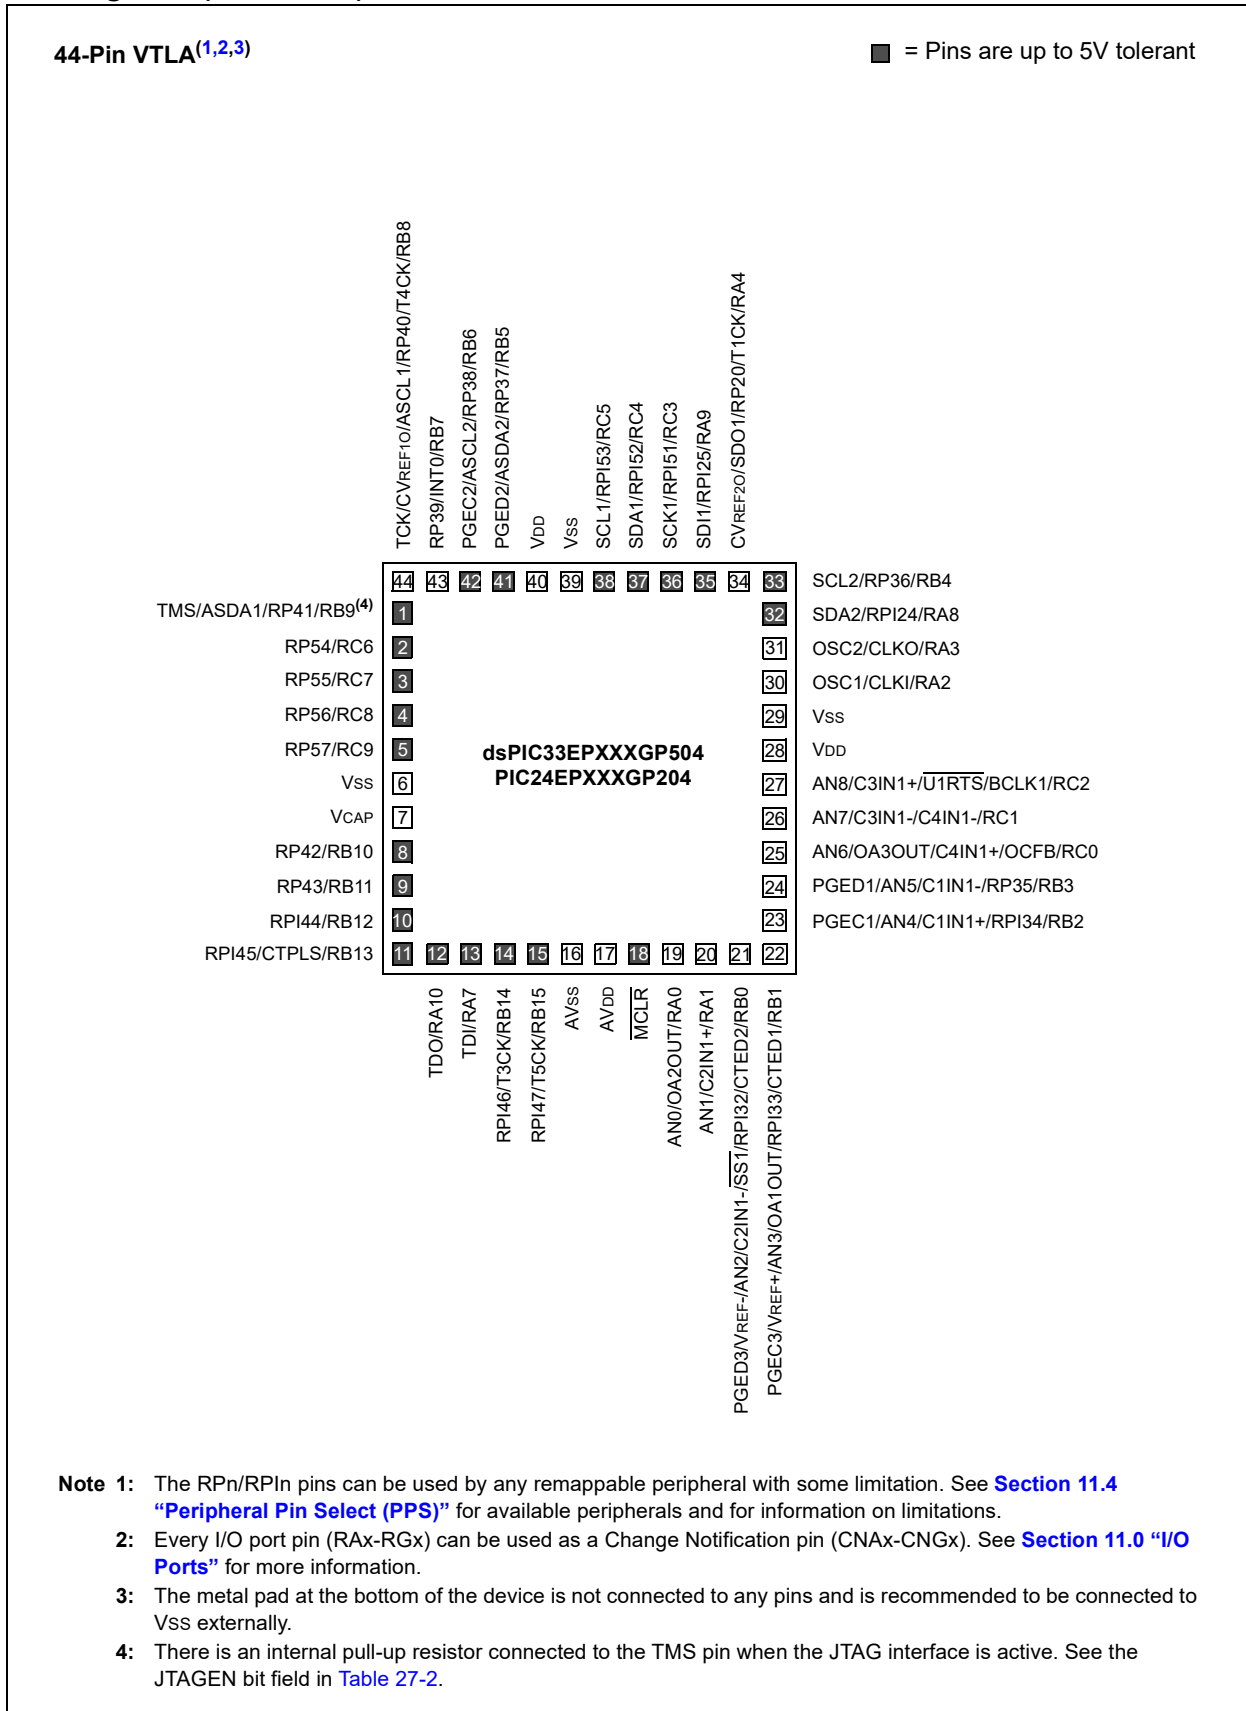 44-Pin VTLA(1,2,3)
= Pins are up to 5V tolerant
TCK/CVREF1O/ASCL1/RP40/T4CK/RB8
RP39/INT0/RB7
PGEC2/ASCL2/RP38/RB6
PGED2/ASDA2/RP37/RB5
VDD
VSS
SCL1/RPI53/RC5
SDA1/RPI52/RC4
SCK1/RPI51/RC3
SDI1/RPI25/RA9
CVREF2O/SDO1/RP20/T1CK/RA4
44 43 42 41 40 39 38 37 36 35 34 33 SCL2/RP36/RB4
TMS/ASDA1/RP41/RB9(4) 1 32 SDA2/RPI24/RA8
RP54/RC6 2 31 OSC2/CLKO/RA3
RP55/RC7 3 30 OSC1/CLKI/RA2
RP56/RC8 4 29 VSS
RP57/RC9 5 28 VDD
dsPIC33EPXXXGP504
PIC24EPXXXGP204
VSS 6 27 AN8/C3IN1+/U1RTS/BCLK1/RC2
VCAP 7 26 AN7/C3IN1-/C4IN1-/RC1
RP42/RB10 8 25 AN6/OA3OUT/C4IN1+/OCFB/RC0
RP43/RB11 9 24 PGED1/AN5/C1IN1-/RP35/RB3
RPI44/RB12 10 23 PGEC1/AN4/C1IN1+/RPI34/RB2
RPI45/CTPLS/RB13 11 12 13 14 15 16 17 18 19 20 21 22
TDO/RA10
TDI/RA7
RPI46/T3CK/RB14
RPI47/T5CK/RB15
AVSS
AVDD
MCLR
AN0/OA2OUT/RA0
AN1/C2IN1+/RA1
PGED3/VREF-/AN2/C2IN1-/SS1/RPI32/CTED2/RB0
PGEC3/VREF+/AN3/OA1OUT/RPI33/CTED1/RB1
Note 1: The RPn/RPIn pins can be used by any remappable peripheral with some limitation. See Section 11.4
“Peripheral Pin Select (PPS)” for available peripherals and for information on limitations.
2: Every I/O port pin (RAx-RGx) can be used as a Change Notification pin (CNAx-CNGx). See Section 11.0 “I/O
Ports” for more information.
3: The metal pad at the bottom of the device is not connected to any pins and is recommended to be connected to
VSS externally.
4: There is an internal pull-up resistor connected to the TMS pin when the JTAG interface is active. See the
JTAGEN bit field in Table 27-2.